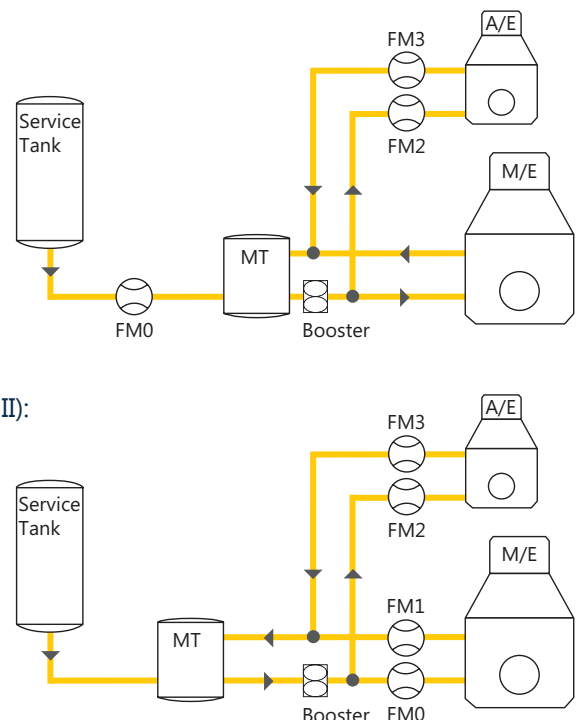 A/E
FM3
Service
Tank
FM2
M/E
MT
FM0
Booster
II):
A/E
FM3
Service
Tank
FM2
M/E
FM1
MT
Booster
FM0